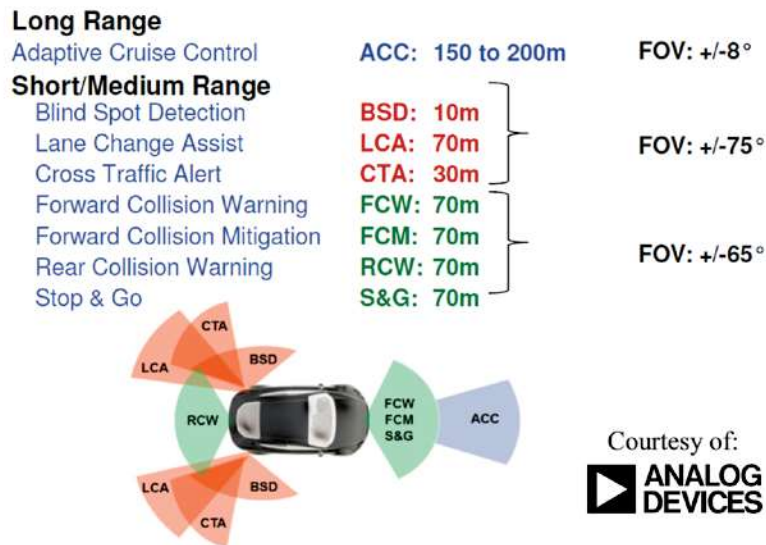 Long Range
Adaptive Cruise Control ACC: 150 to 200m FOV: +/-8°
Short/Medium Range
Blind Spot Detection BSD: 10m
Lane Change Assist LCA: 70m FOV: +/-75°
Cross Traffic Alert CTA: 30m
Forward Collision Warning FCW: 70m
Forward Collision Mitigation FCM: 70m FOV: +/-65°
Rear Collision Warning RCW: 70m
Stop & Go S&G: 70m
CTA
LCA
BSD
RCW
FCW
FCM
S&G
ACC
LCA
BSD
CTA
Courtesy of:
ANALOG
DEVICES